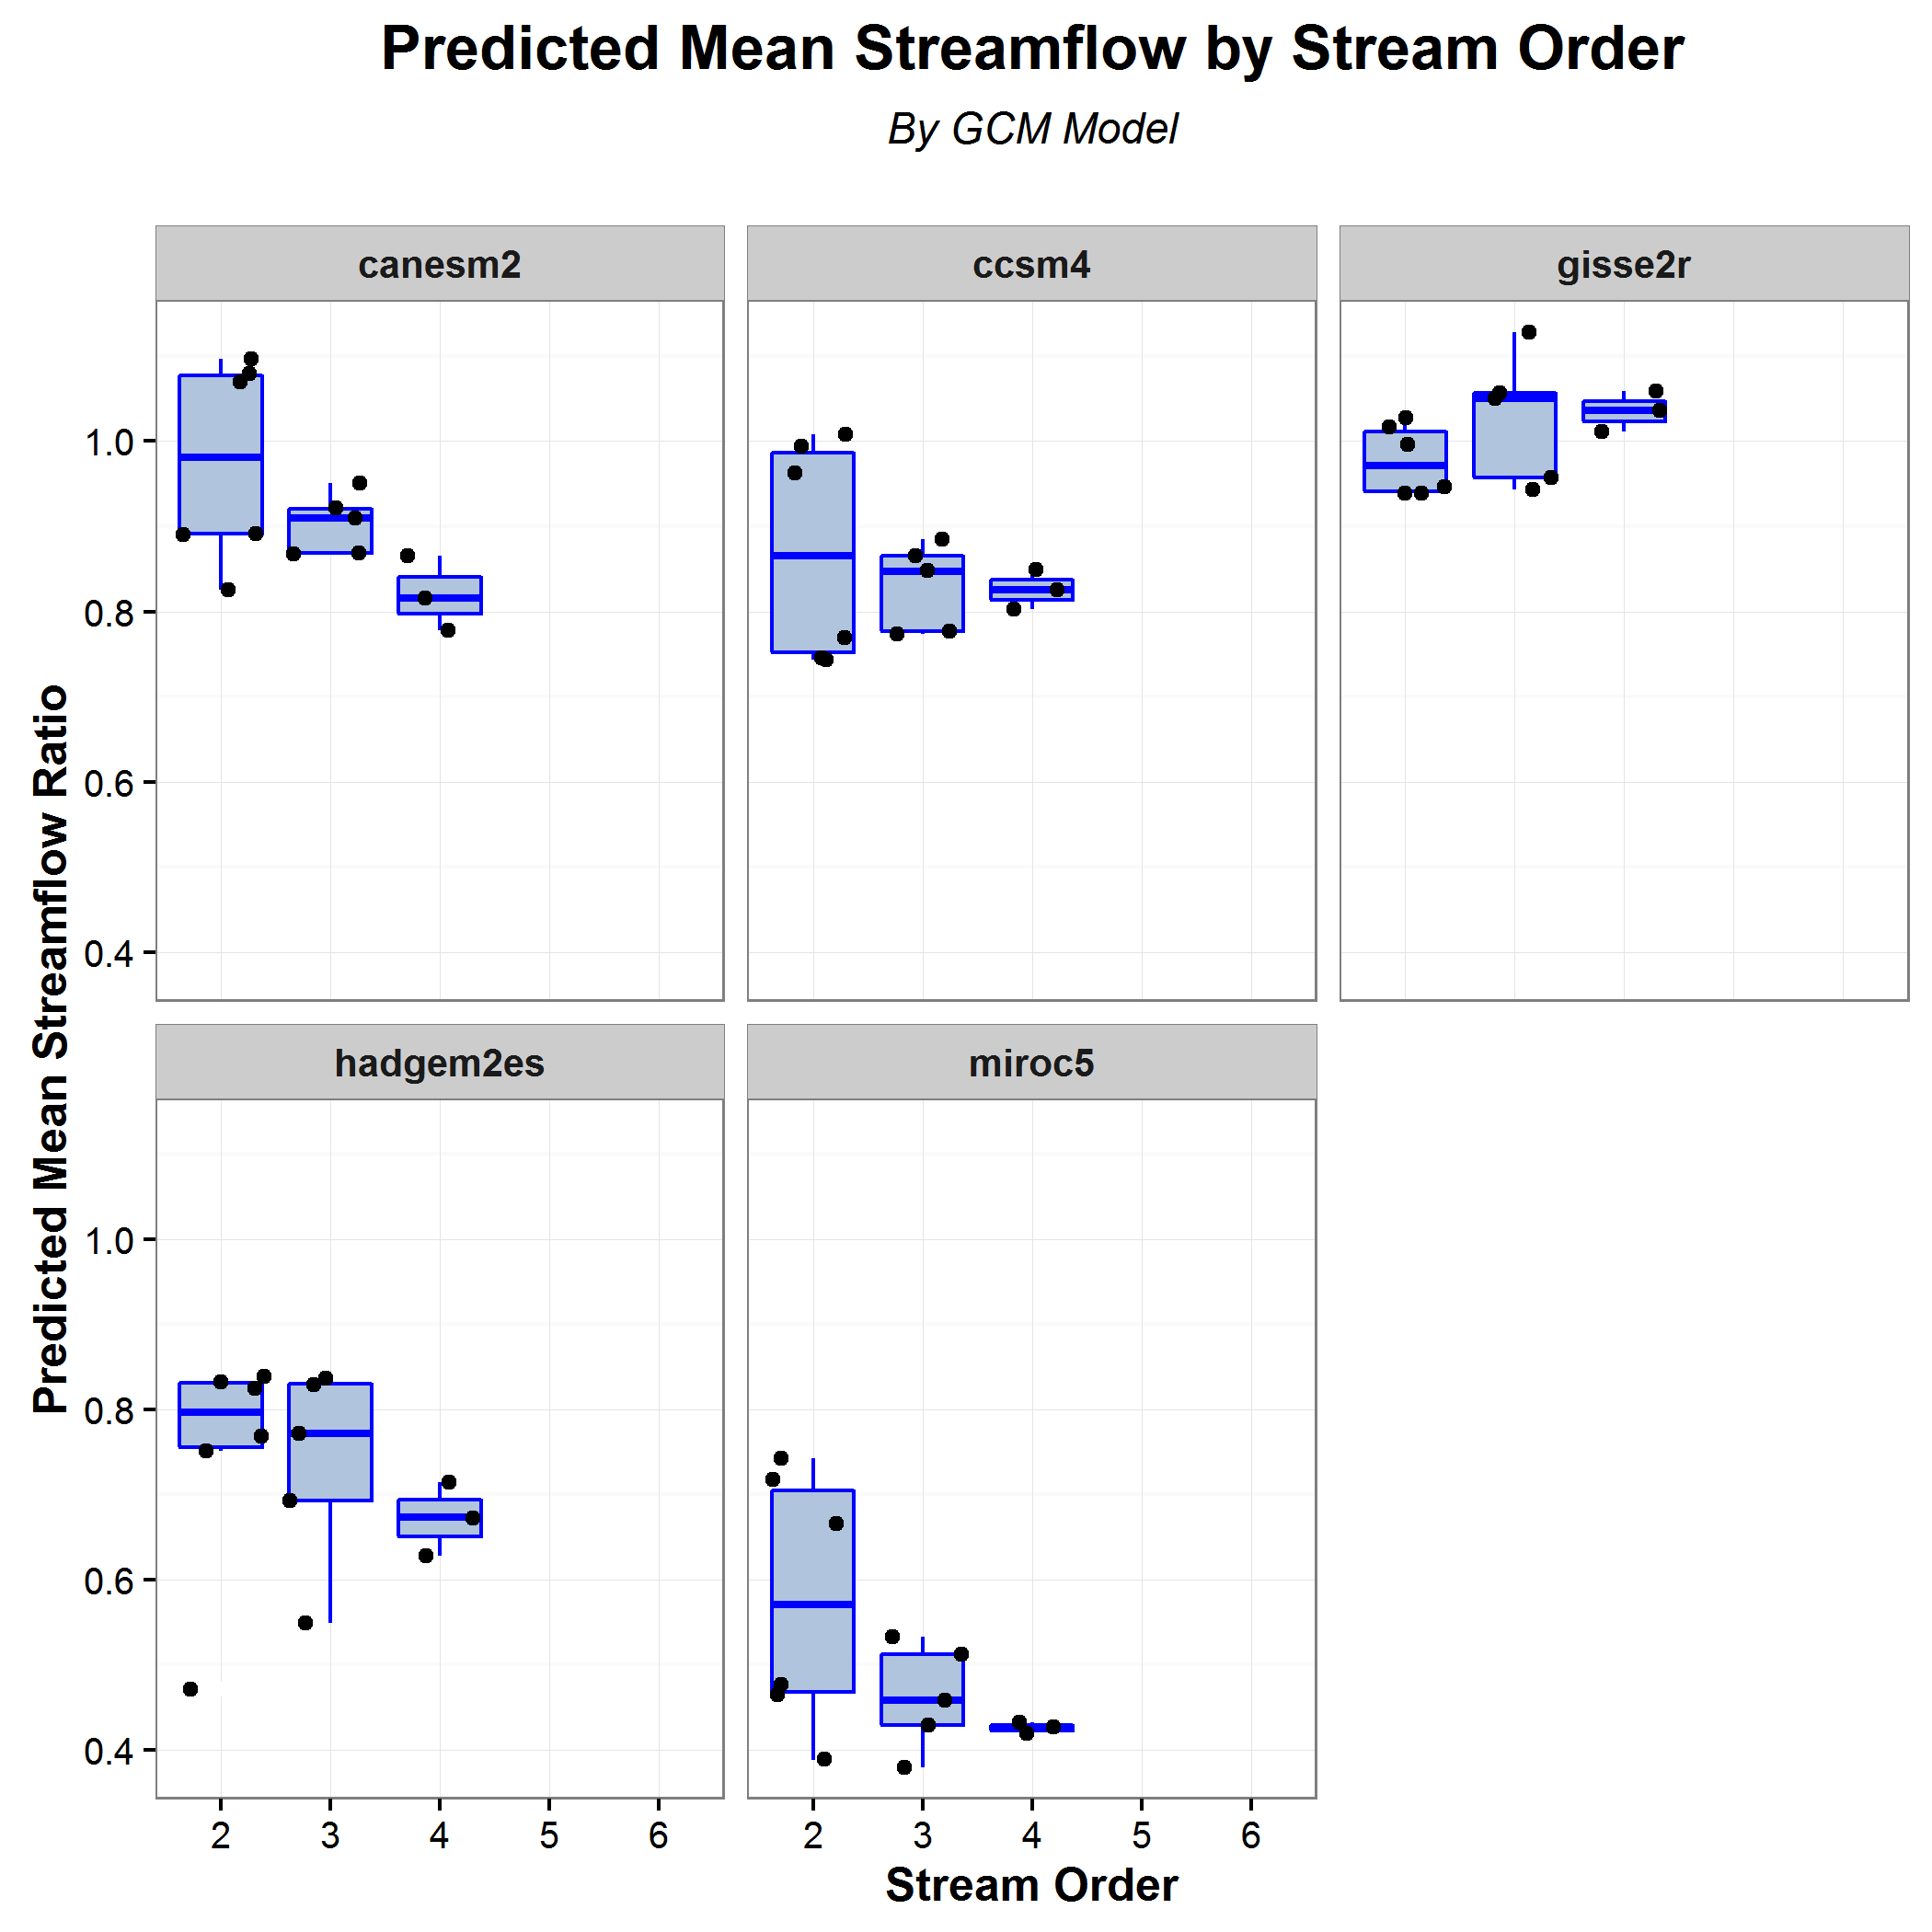 Predicted Mean Streamflow by Stream Order
By GCM Model
canesm2
ccsm4
gisse2r
Predicted Mean Streamflow Ratio
1.0
0.8
0.6
0.4
hadgem2es
miroc5
1.0
0.8
0.6
0.4
2 3 4 5 6
2 3 4 5 6
Stream Order